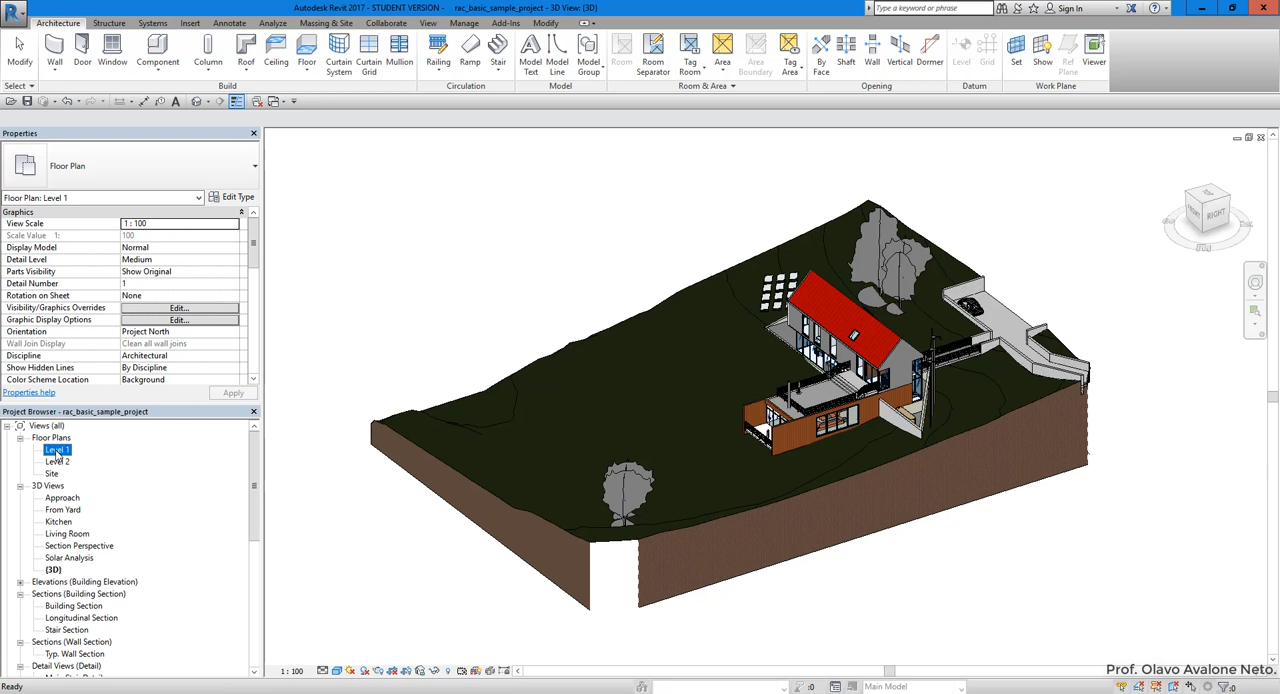 Autodesk Revit 2017 - STUDENT VERSION - rac_basic_sample_project - 3D View: {3D}
Type a keyword or phrase
Sign In
Architecture Structure Systems Insert Annotate Analyze Massing & Site Collaborate View Manage Add-Ins Modify
Modify Wall Door Window Component Column Roof Ceiling Floor Curtain System Curtain Grid Mullion Railing Ramp Stair Model Text Model Line Model Group Room Room Separator Tag Room Area Area Boundary Tag Area By Face Shaft Wall Vertical Dormer Level Grid Set Show Ref Plane Viewer
Select Build Circulation Model Room & Area Opening Datum Work Plane
Properties
Floor Plan
Floor Plan: Level 1 Edit Type
Graphics
View Scale 1 : 100
Scale Value 1: 100
Display Model Normal
Detail Level Medium
Parts Visibility Show Original
Detail Number 1
Rotation on Sheet None
Visibility/Graphics Overrides Edit...
Graphic Display Options Edit...
Orientation Project North
Wall Join Display Clean all wall joins
Discipline Architectural
Show Hidden Lines By Discipline
Color Scheme Location Background
Properties help Apply
Project Browser - rac_basic_sample_project
Views (all)
Floor Plans
Level 1
Level 2
Site
3D Views
Approach
From Yard
Kitchen
Living Room
Section Perspective
Solar Analysis
{3D}
Elevations (Building Elevation)
Sections (Building Section)
Building Section
Longitudinal Section
Stair Section
Sections (Wall Section)
Typ. Wall Section
Detail Views (Detail)
FRONT RIGHT
1 : 100
Prof. Olavo Avalone Neto.
Ready
:0
Main Model
:0